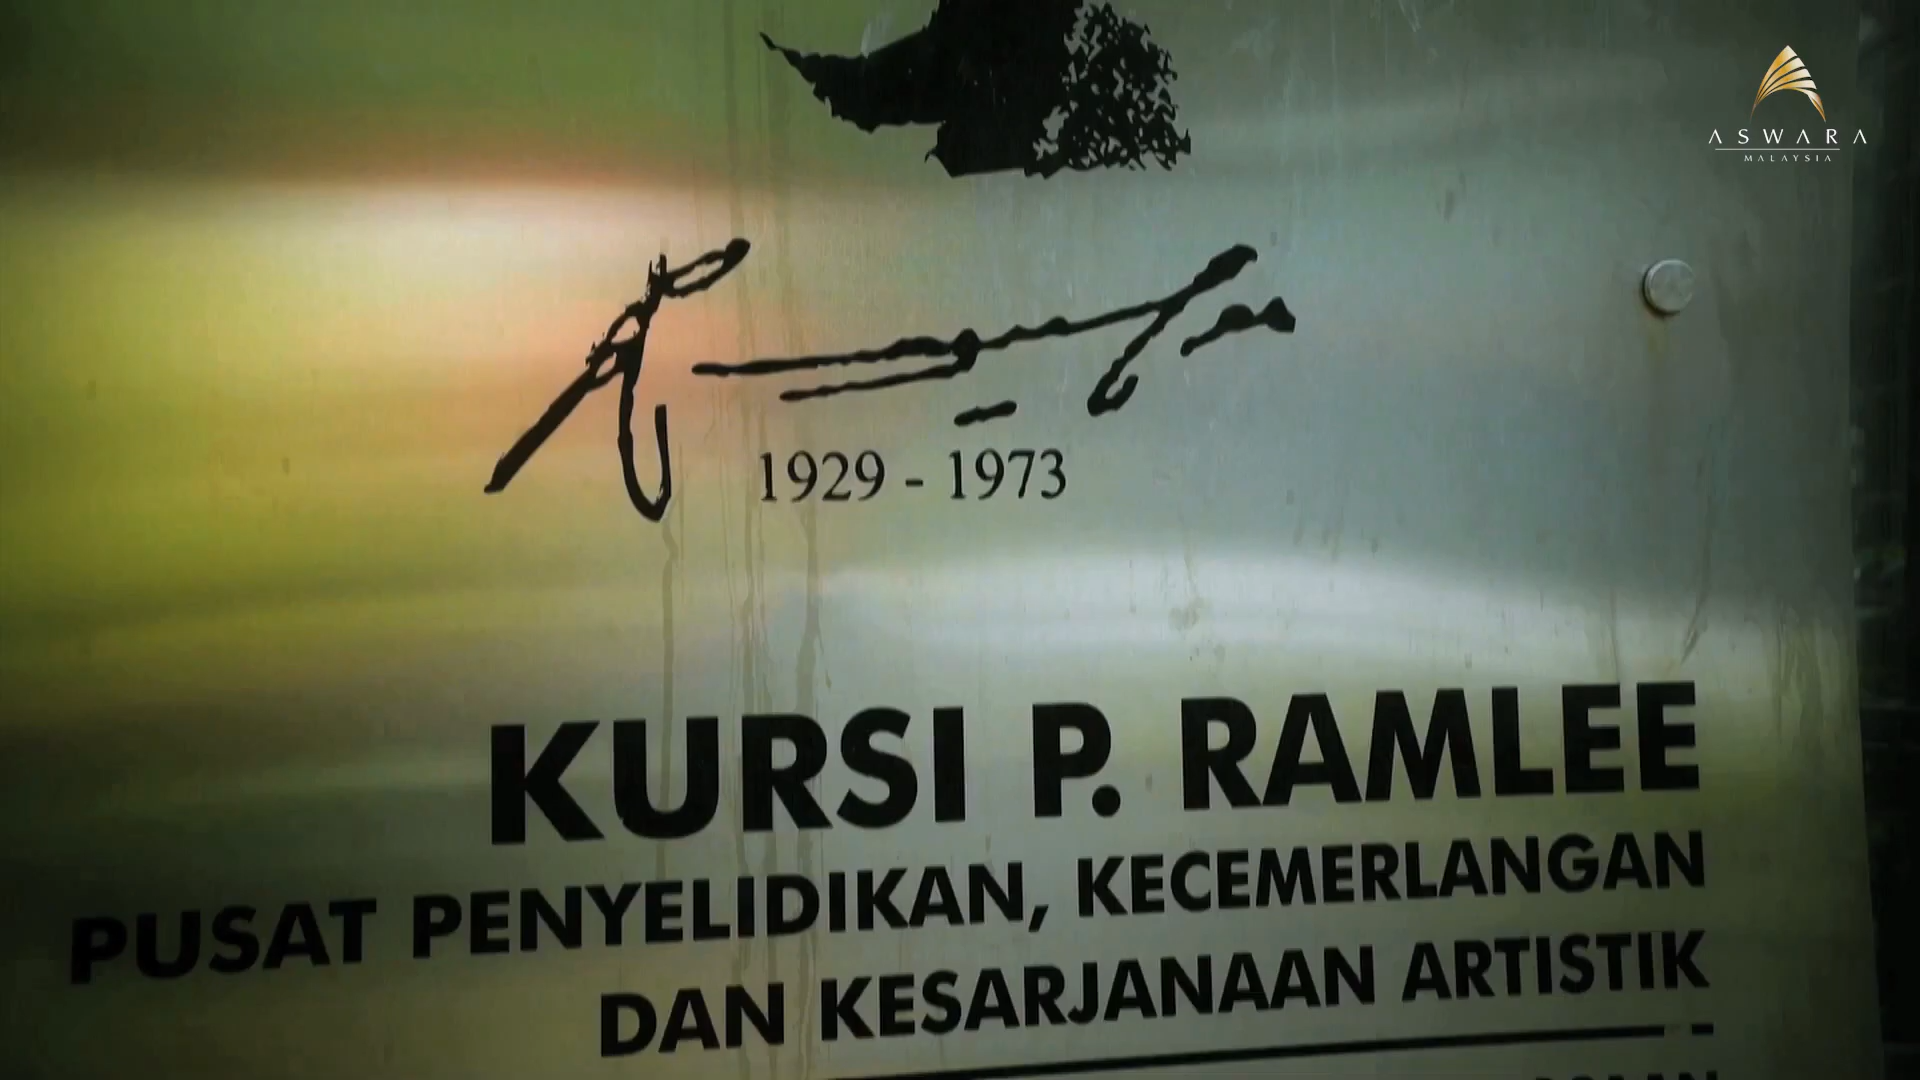 ASWARA
MALAYSIA
1929 - 1973
KURSI P. RAMLEE
PUSAT PENYELIDIKAN, KECEMERLANGAN
DAN KESARJANAAN ARTISTIK